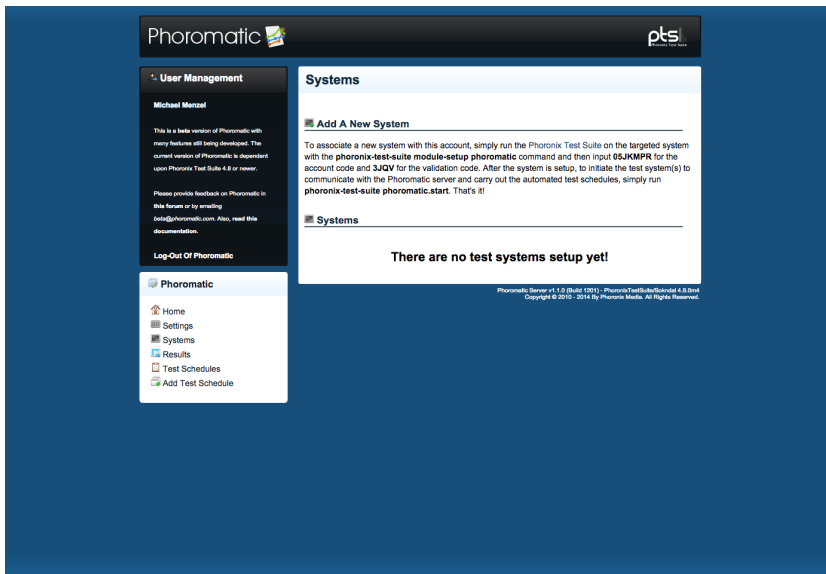 Phoromatic
pts
Phoronix Test Suite
User Management
Michael Menzel
This is a beta version of Phoromatic with
many features still being developed. The
current version of Phoromatic is dependent
upon Phoronix Test Suite 4.8 or newer.
Please provide feedback on Phoromatic in
this forum or by emailing
beta@phoromatic.com. Also, read this
documentation.
Log-Out Of Phoromatic
Phoromatic
Home
Settings
Systems
Results
Test Schedules
Add Test Schedule
Systems
Add A New System
To associate a new system with this account, simply run the Phoronix Test Suite on the targeted system
with the phoronix-test-suite module-setup phoromatic command and then input 05JKMPR for the
account code and 3JQV for the validation code. After the system is setup, to initiate the test system(s) to
communicate with the Phoromatic server and carry out the automated test schedules, simply run
phoronix-test-suite phoromatic.start. That's it!
Systems
There are no test systems setup yet!
Phoromatic Server v1.1.0 (Build 1201) - PhoronixTestSuite/Sokndal 4.8.0m4
Copyright © 2010 - 2014 By Phoronix Media. All Rights Reserved.